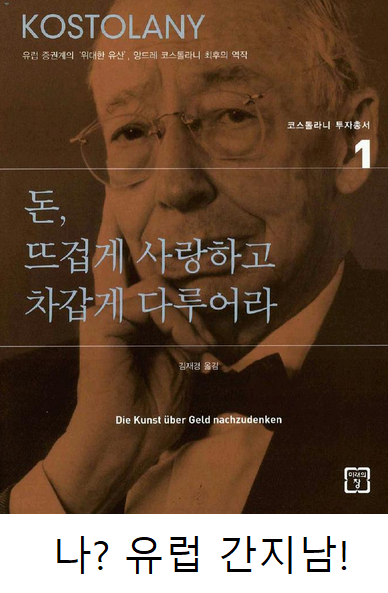 KOSTOLANY
유럽 증권계의 '위대한 유산', 앙드레 코스톨라니 최후의 역작
코스톨라니 투자총서
1
돈,
뜨겁게 사랑하고
차갑게 다루어라
김재경 옮김
Die Kunst über Geld nachzudenken
미래의
창
나? 유럽 간지남!